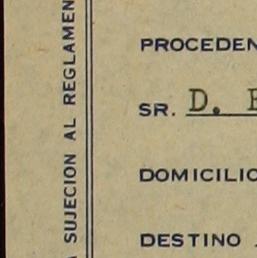 A SUJECION AL REGLAMEN
PROCEDEN
SR. D.
DOMICILIO
DESTINO